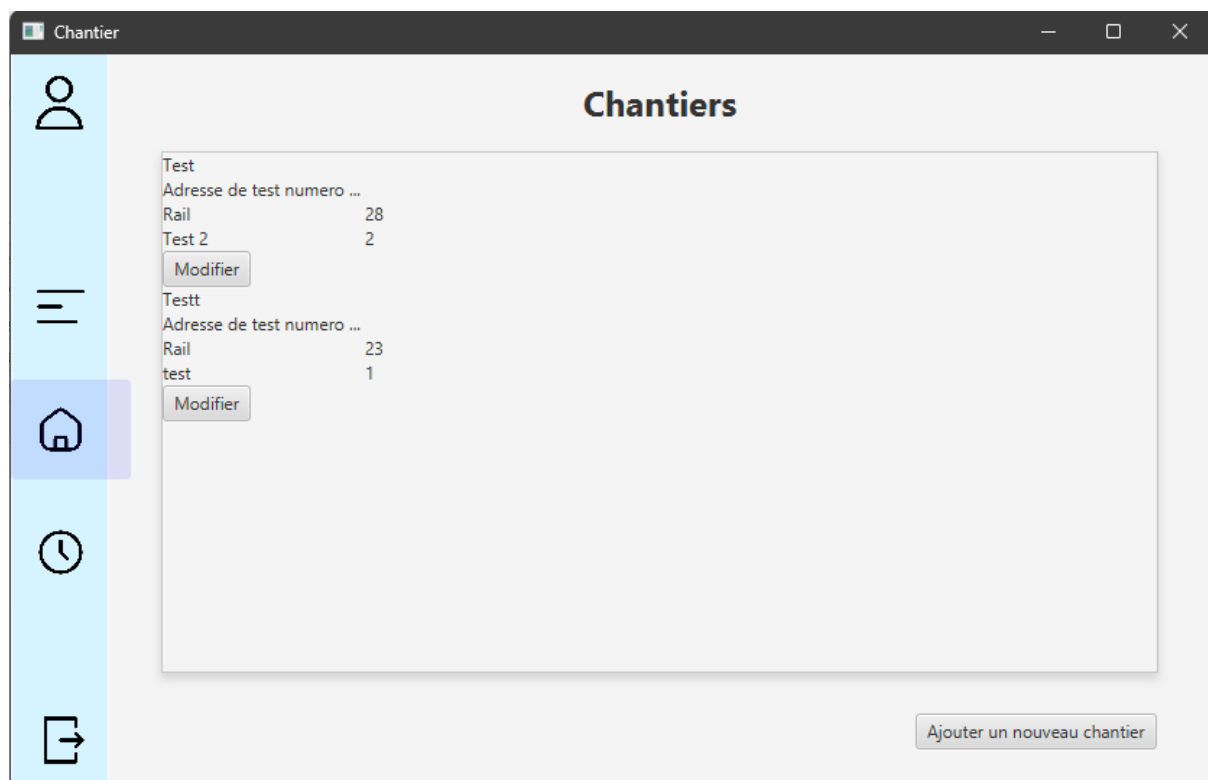 Chantier
Chantiers
Test
Adresse de test numero ...
Rail 28
Test 2 2
Modifier
Testt
Adresse de test numero ...
Rail 23
test 1
Modifier
Ajouter un nouveau chantier